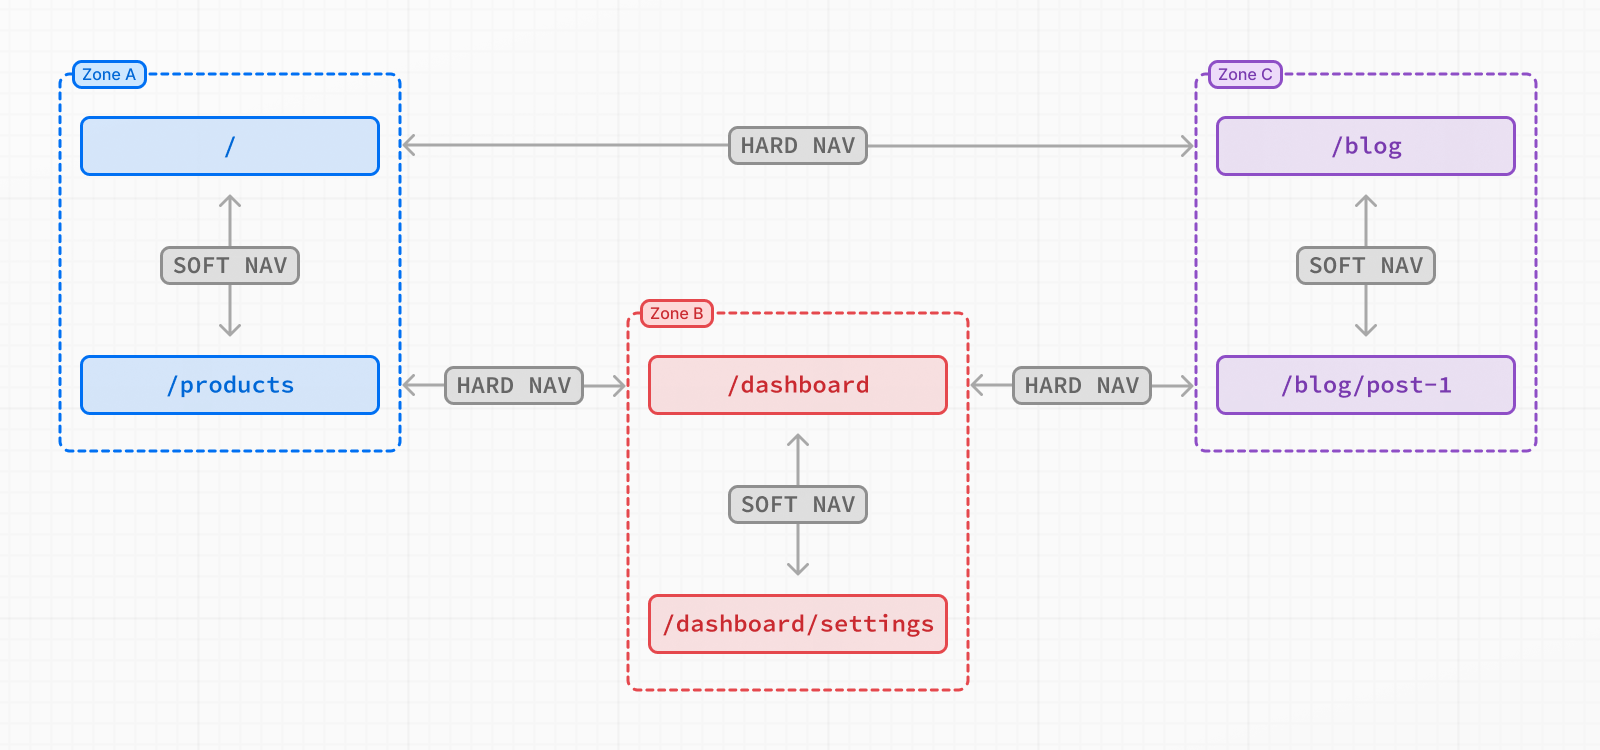 Zone A
/
SOFT NAV
/products
HARD NAV
Zone C
/blog
SOFT NAV
/blog/post-1
HARD NAV
Zone B
/dashboard
HARD NAV
SOFT NAV
/dashboard/settings